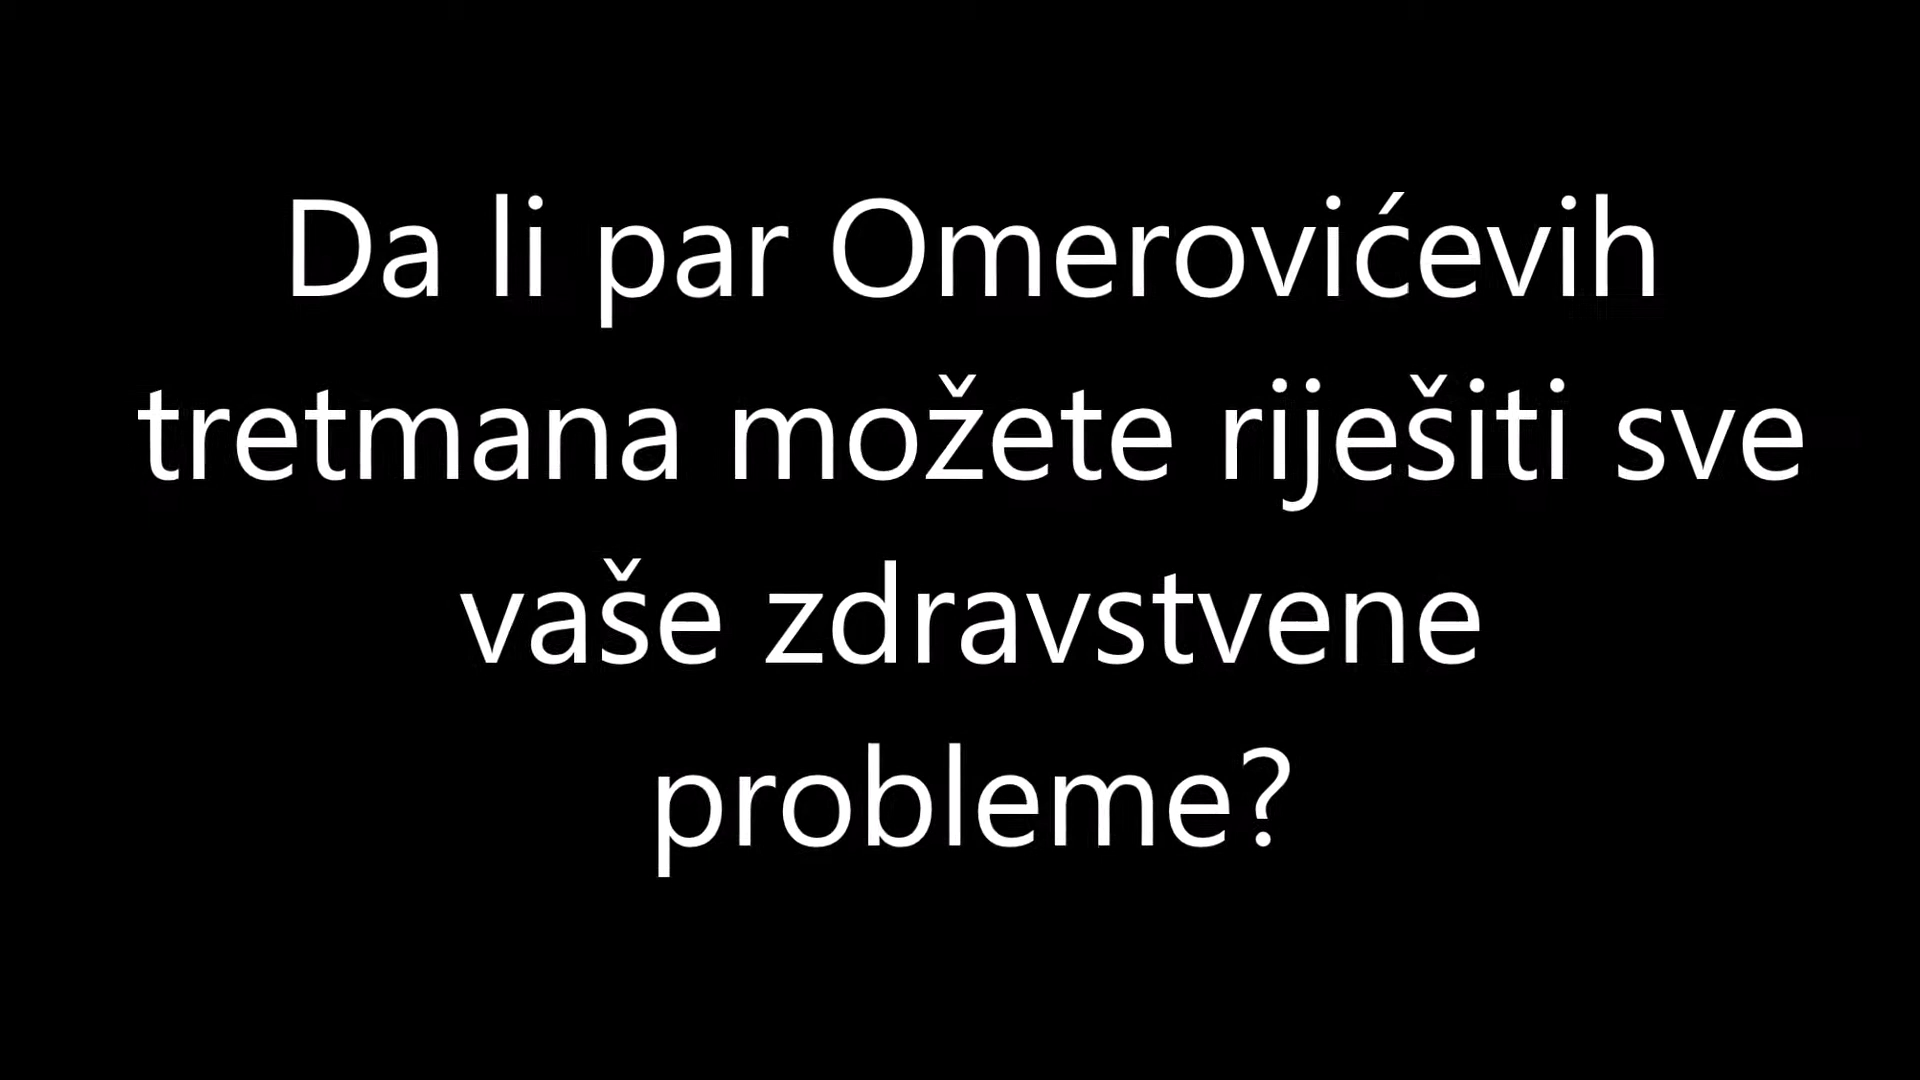 Da li par Omerovićevih
tretmana možete riješiti sve
vaše zdravstvene
probleme?